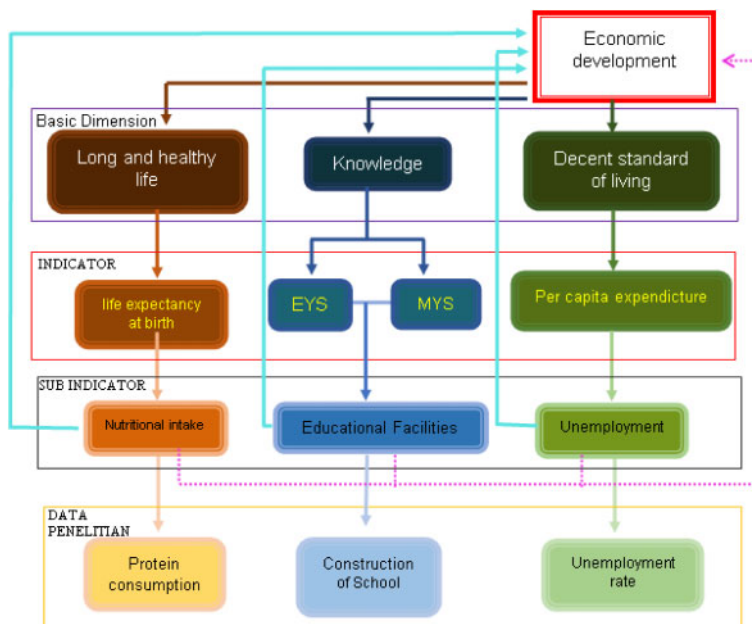 Economic
development
Basic Dimension
Long and healthy
life
Knowledge
Decent standard
of living
INDICATOR
life expectancy
at birth
EYS
MYS
Per capita expendicture
SUB INDICATOR
Nutritional intake
Educational Facilities
Unemployment
DATA
PENELITIAN
Protein
consumption
Construction
of School
Unemployment
rate